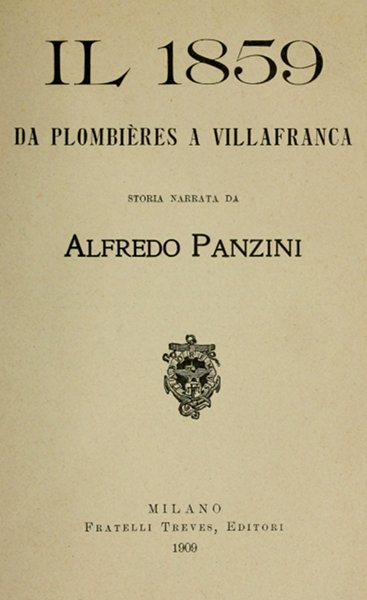 IL 1859
DA PLOMBIÈRES A VILLAFRANCA
STORIA NARRATA DA
ALFREDO PANZINI
MILANO
FRATELLI TREVES, EDITORI
1909